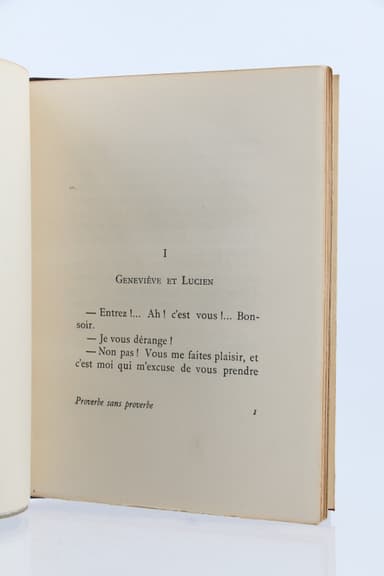 I
Geneviève et Lucien
— Entrez !... Ah ! c'est vous !... Bon-
soir.
— Je vous dérange !
— Non pas ! Vous me faites plaisir, et
c'est moi qui m'excuse de vous prendre
Proverbe sans proverbe
1